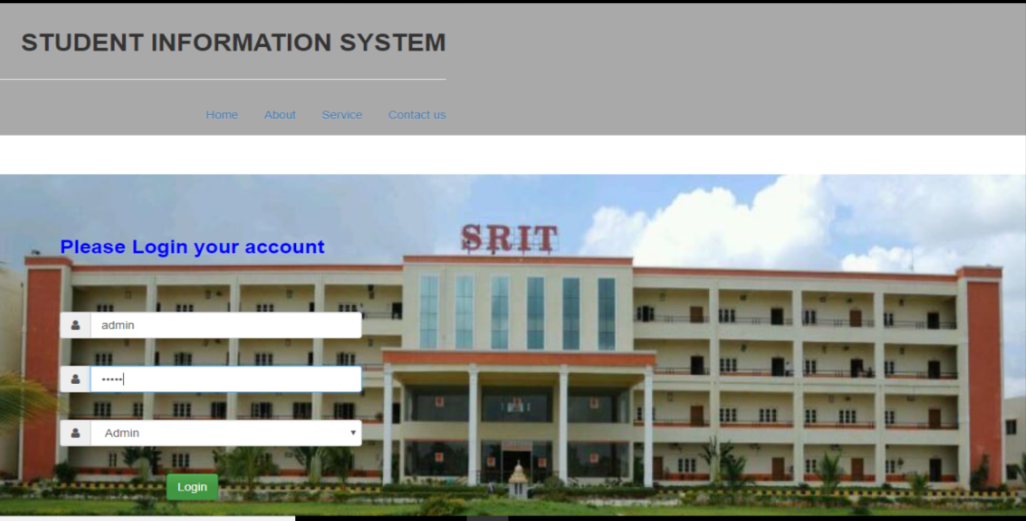 STUDENT INFORMATION SYSTEM
Home About Service Contact us
SRIT
Please Login your account
admin
•••••
Admin
Login